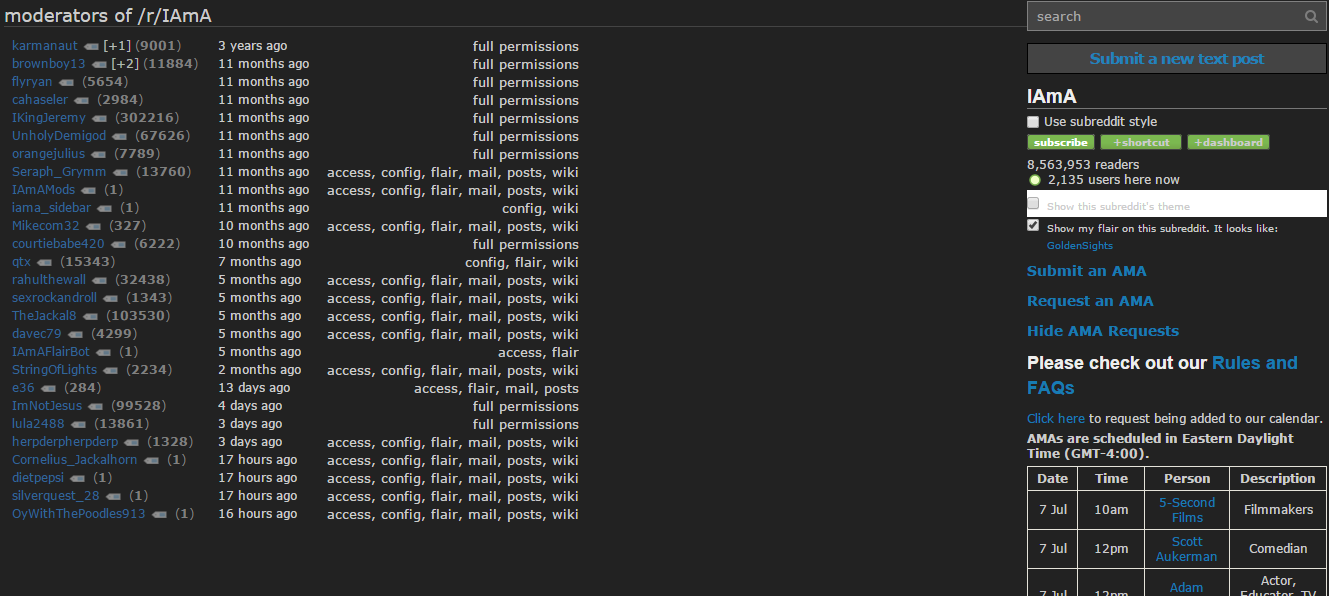 moderators of /r/IAmA
karmanaut [+1] (9001) 3 years ago full permissions
brownboy13 [+2] (11884) 11 months ago full permissions
flyryan (5654) 11 months ago full permissions
cahaseler (2984) 11 months ago full permissions
IKingJeremy (302216) 11 months ago full permissions
UnholyDemigod (67626) 11 months ago full permissions
orangejulius (7789) 11 months ago full permissions
Seraph_Grymm (13760) 11 months ago access, config, flair, mail, posts, wiki
IAmAMods (1) 11 months ago access, config, flair, mail, posts, wiki
iama_sidebar (1) 11 months ago config, wiki
Mikecom32 (327) 10 months ago access, config, flair, mail, posts, wiki
courtiebabe420 (6222) 10 months ago full permissions
qtx (15343) 7 months ago config, flair, wiki
rahulthewall (32438) 5 months ago access, config, flair, mail, posts, wiki
sexrockandroll (1343) 5 months ago access, config, flair, mail, posts, wiki
TheJackal8 (103530) 5 months ago access, config, flair, mail, posts, wiki
davec79 (4299) 5 months ago access, config, flair, mail, posts, wiki
IAmAFlairBot (1) 5 months ago access, flair
StringOfLights (2234) 2 months ago access, config, flair, mail, posts, wiki
e36 (284) 13 days ago access, flair, mail, posts
ImNotJesus (99528) 4 days ago full permissions
lula2488 (13861) 3 days ago full permissions
herpderpherpderp (1328) 3 days ago access, config, flair, mail, posts, wiki
Cornelius_Jackalhorn (1) 17 hours ago access, config, flair, mail, posts, wiki
dietpepsi (1) 17 hours ago access, config, flair, mail, posts, wiki
silverquest_28 (1) 17 hours ago access, config, flair, mail, posts, wiki
OyWithThePoodles913 (1) 16 hours ago access, config, flair, mail, posts, wiki
search
Submit a new text post
IAmA
Use subreddit style
subscribe +shortcut +dashboard
8,563,953 readers
2,135 users here now
Show this subreddit's theme
Show my flair on this subreddit. It looks like:
GoldenSights
Submit an AMA
Request an AMA
Hide AMA Requests
Please check out our Rules and
FAQs
Click here to request being added to our calendar.
AMAs are scheduled in Eastern Daylight
Time (GMT-4:00).
Date Time Person Description
7 Jul 10am 5-Second Films Filmmakers
7 Jul 12pm Scott Aukerman Comedian
7 Jul 12pm Adam Actor, Educator, TV